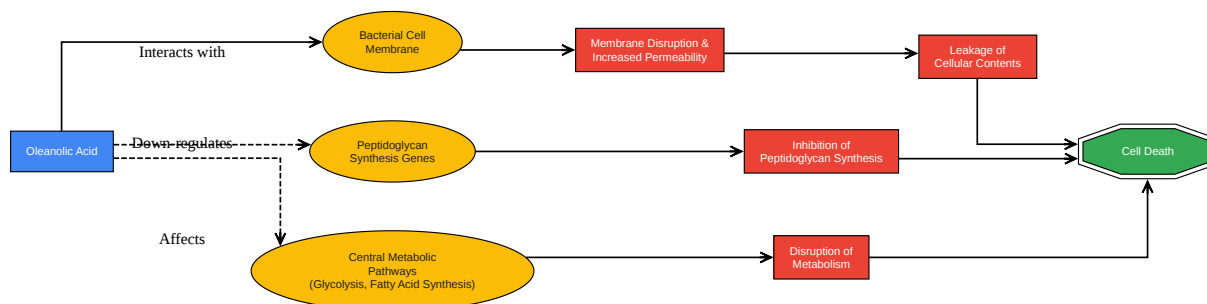 Interacts with
Bacterial Cell
Membrane
Membrane Disruption &
Increased Permeability
Leakage of
Cellular Contents
Oleanolic Acid
Down-regulates
Peptidoglycan
Synthesis Genes
Inhibition of
Peptidoglycan Synthesis
Cell Death
Affects
Central Metabolic
Pathways
(Glycolysis, Fatty Acid Synthesis)
Disruption of
Metabolism